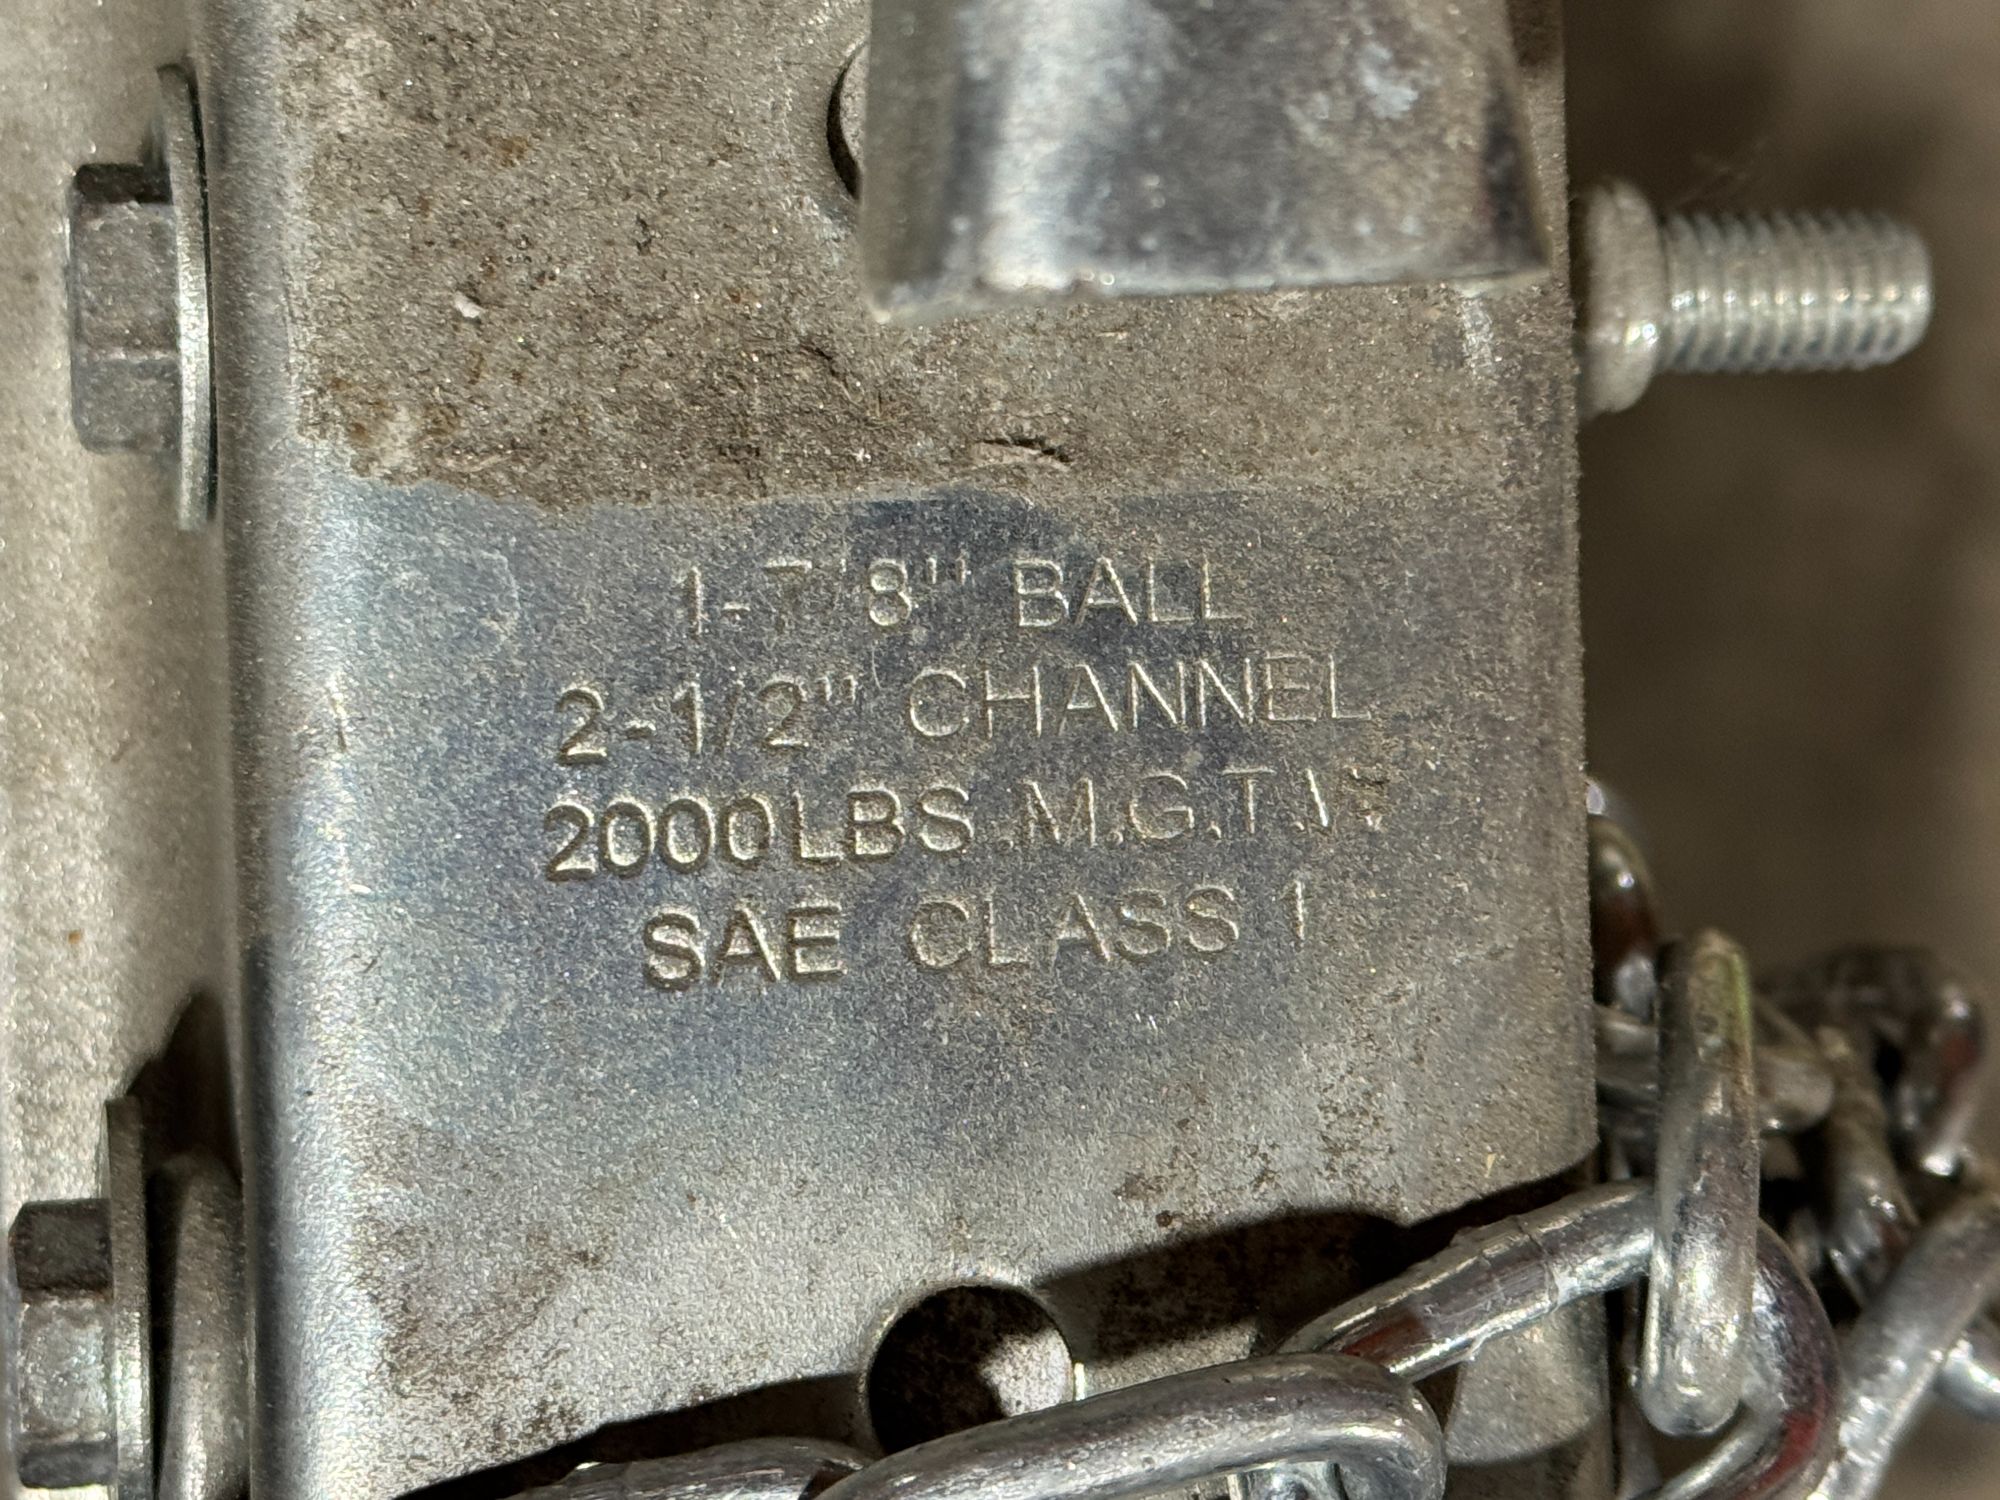 1-7/8" BALL
2-1/2" CHANNEL
2000LBS.M.G.T.W
SAE CLASS 1